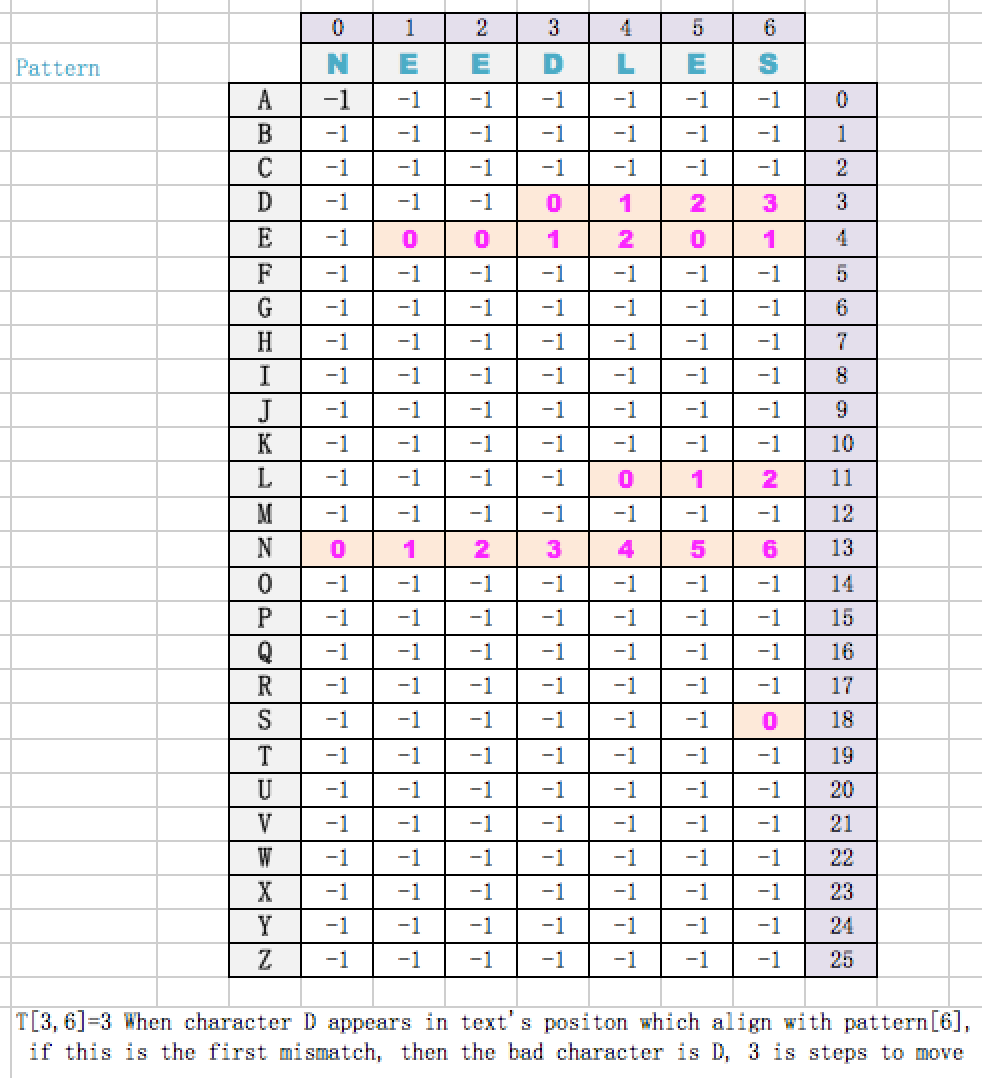 0 1 2 3 4 5 6
Pattern N E E D L E S
A -1 -1 -1 -1 -1 -1 -1 0
B -1 -1 -1 -1 -1 -1 -1 1
C -1 -1 -1 -1 -1 -1 -1 2
D -1 -1 -1 0 1 2 3 3
E -1 0 0 1 2 0 1 4
F -1 -1 -1 -1 -1 -1 -1 5
G -1 -1 -1 -1 -1 -1 -1 6
H -1 -1 -1 -1 -1 -1 -1 7
I -1 -1 -1 -1 -1 -1 -1 8
J -1 -1 -1 -1 -1 -1 -1 9
K -1 -1 -1 -1 -1 -1 -1 10
L -1 -1 -1 -1 0 1 2 11
M -1 -1 -1 -1 -1 -1 -1 12
N 0 1 2 3 4 5 6 13
O -1 -1 -1 -1 -1 -1 -1 14
P -1 -1 -1 -1 -1 -1 -1 15
Q -1 -1 -1 -1 -1 -1 -1 16
R -1 -1 -1 -1 -1 -1 -1 17
S -1 -1 -1 -1 -1 -1 0 18
T -1 -1 -1 -1 -1 -1 -1 19
U -1 -1 -1 -1 -1 -1 -1 20
V -1 -1 -1 -1 -1 -1 -1 21
W -1 -1 -1 -1 -1 -1 -1 22
X -1 -1 -1 -1 -1 -1 -1 23
Y -1 -1 -1 -1 -1 -1 -1 24
Z -1 -1 -1 -1 -1 -1 -1 25
T[3,6]=3 When character D appears in text's positon which align with pattern[6],
if this is the first mismatch, then the bad character is D, 3 is steps to move